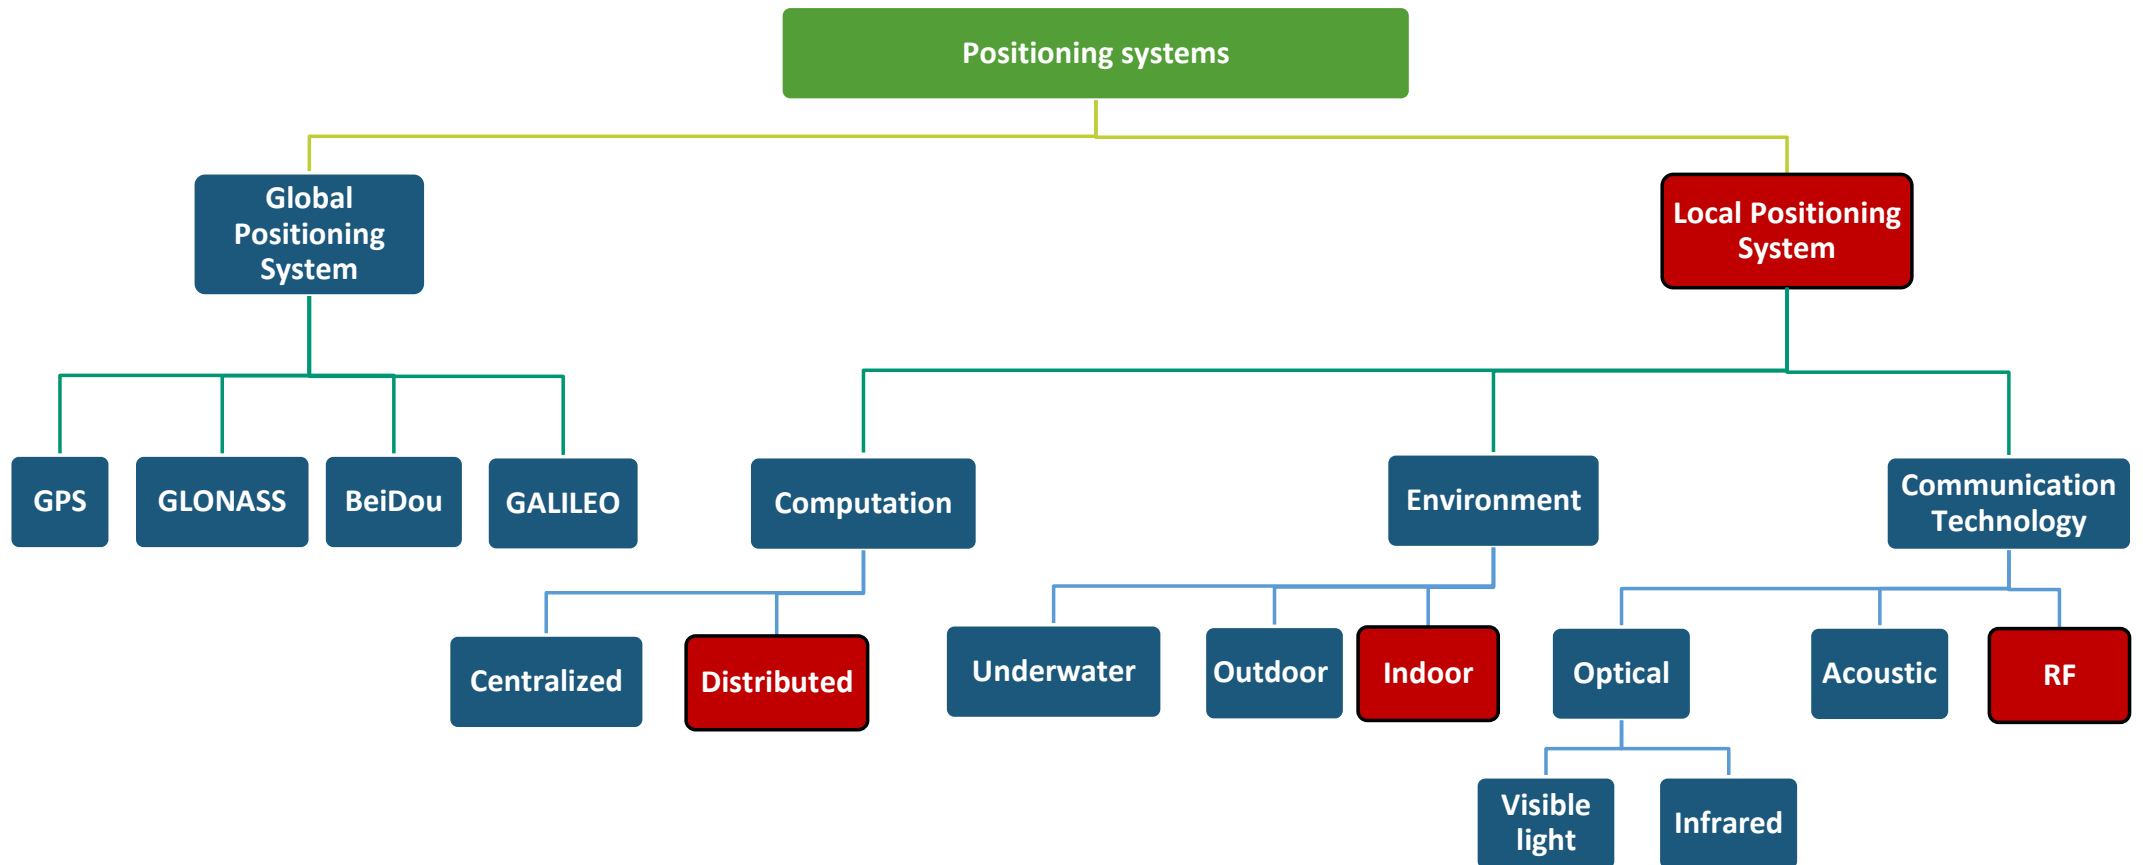 Positioning systems
Global
Positioning
System
Local Positioning
System
GPS
GLONASS
BeiDou
GALILEO
Computation
Environment
Communication
Technology
Centralized
Distributed
Underwater
Outdoor
Indoor
Optical
Acoustic
RF
Visible
light
Infrared